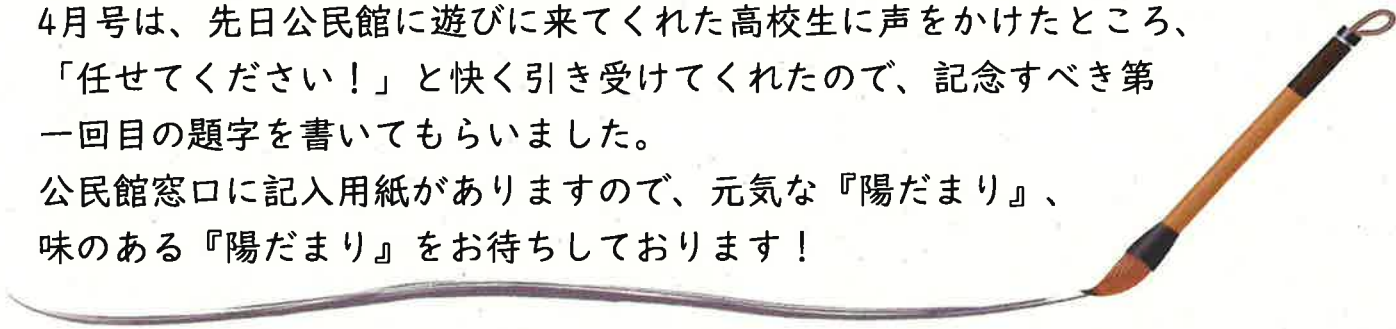 4月号は、先日公民館に遊びに来てくれた高校生に声をかけたところ、
「任せてください！」と快く引き受けてくれたので、記念すべき第
一回目の題字を書いてもらいました。
公民館窓口に記入用紙がありますので、元気な『陽だまり』、
味のある『陽だまり』をお待ちしております！